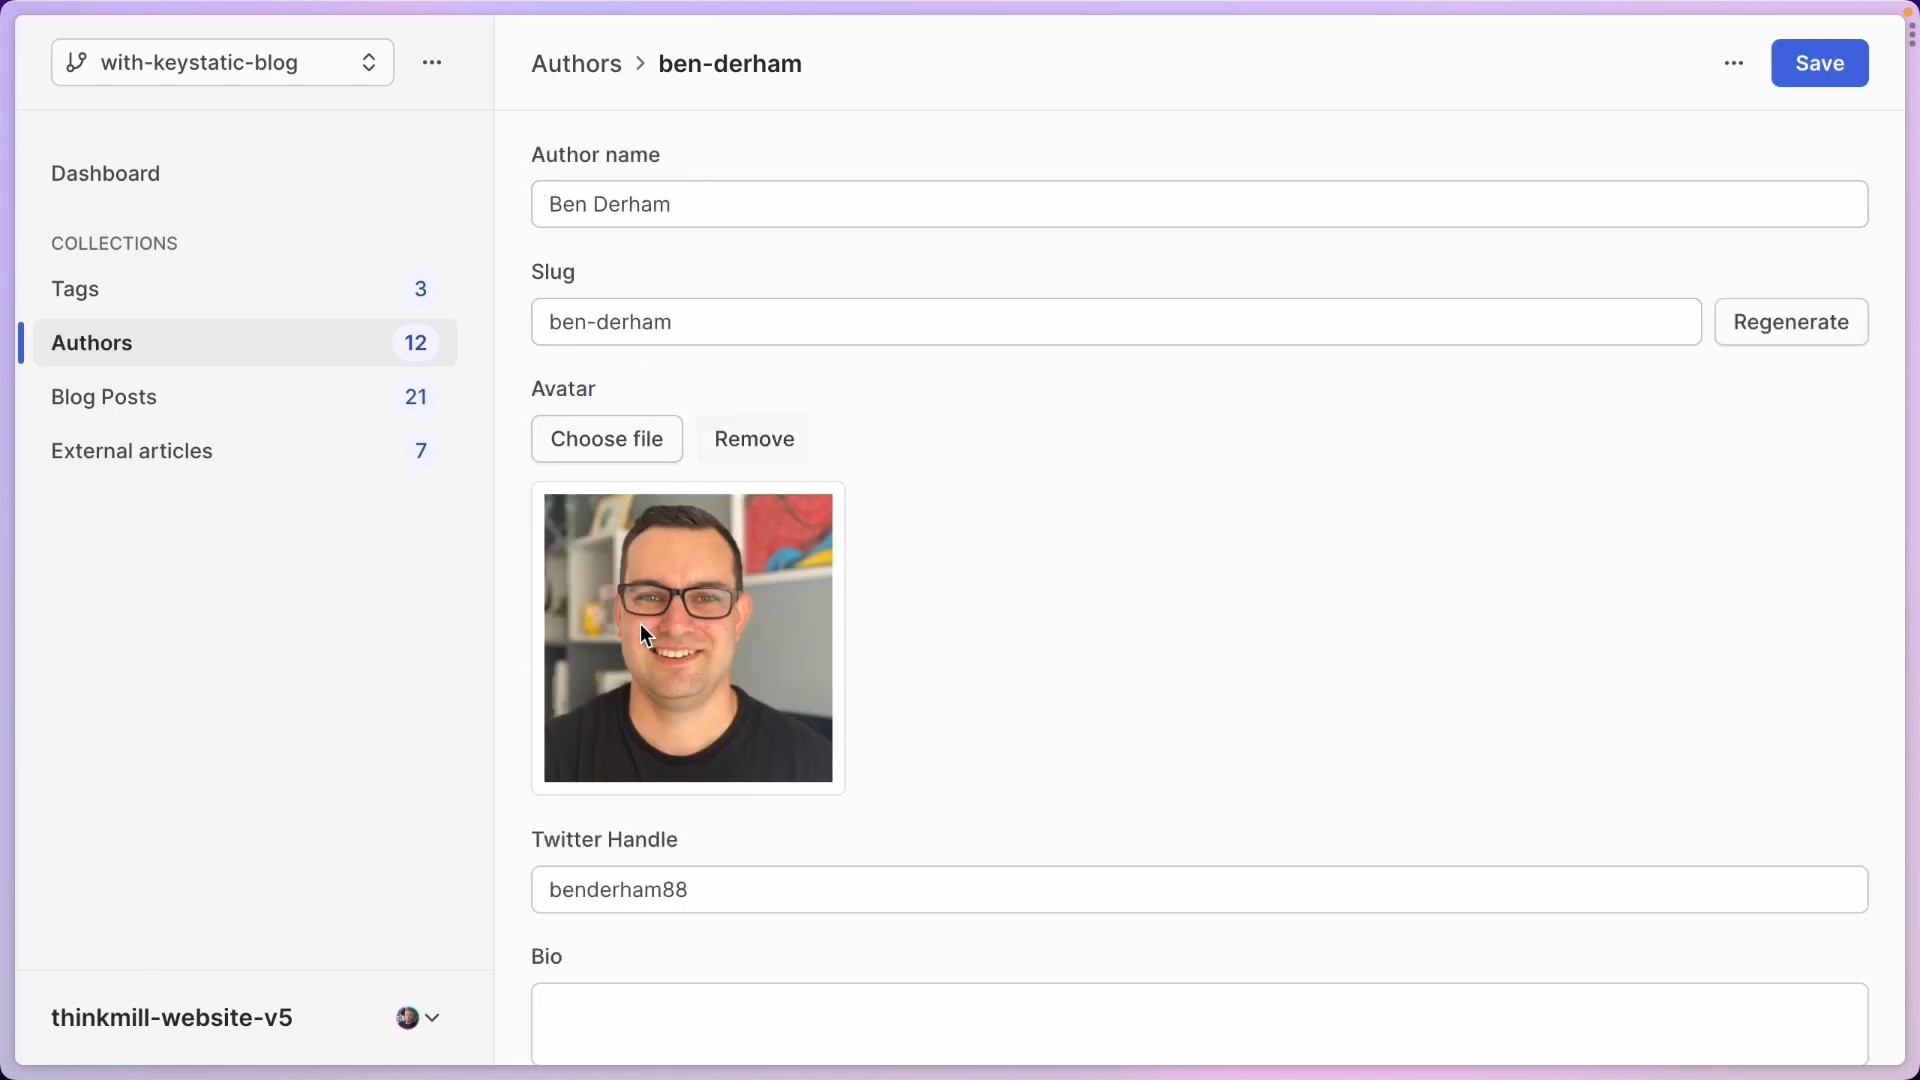 with-keystatic-blog
Authors > ben-derham
Save
Dashboard
COLLECTIONS
Tags 3
Authors 12
Blog Posts 21
External articles 7
Author name
Ben Derham
Slug
ben-derham
Regenerate
Avatar
Choose file
Remove
Twitter Handle
benderham88
Bio
thinkmill-website-v5